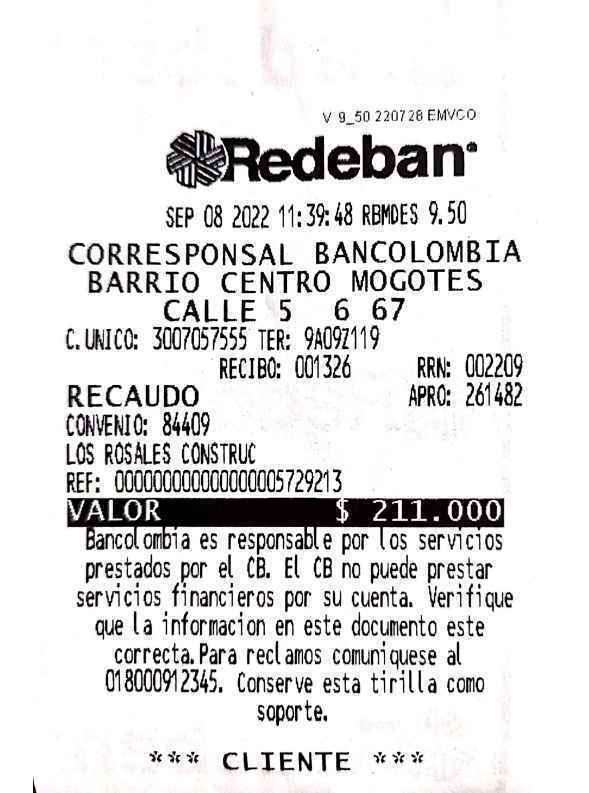 V 9_50 220728 EMVCO
Redeban
SEP 08 2022 11:39:48 RBMDES 9.50
CORRESPONSAL BANCOLOMBIA
BARRIO CENTRO MOGOTES
CALLE 5 6 67
C.UNICO: 3007057555 TER: 9A09Z119
RECIBO: 001326 RRN: 002209
RECAUDO APRO: 261482
CONVENIO: 84409
LOS ROSALES CONSTRUC
REF: 000000000000000005729213
VALOR $ 211.000
Bancolombia es responsable por los servicios
prestados por el CB. El CB no puede prestar
servicios financieros por su cuenta. Verifique
que la informacion en este documento este
correcta.Para reclamos comuniquese al
018000912345. Conserve esta tirilla como
soporte.
*** CLIENTE ***